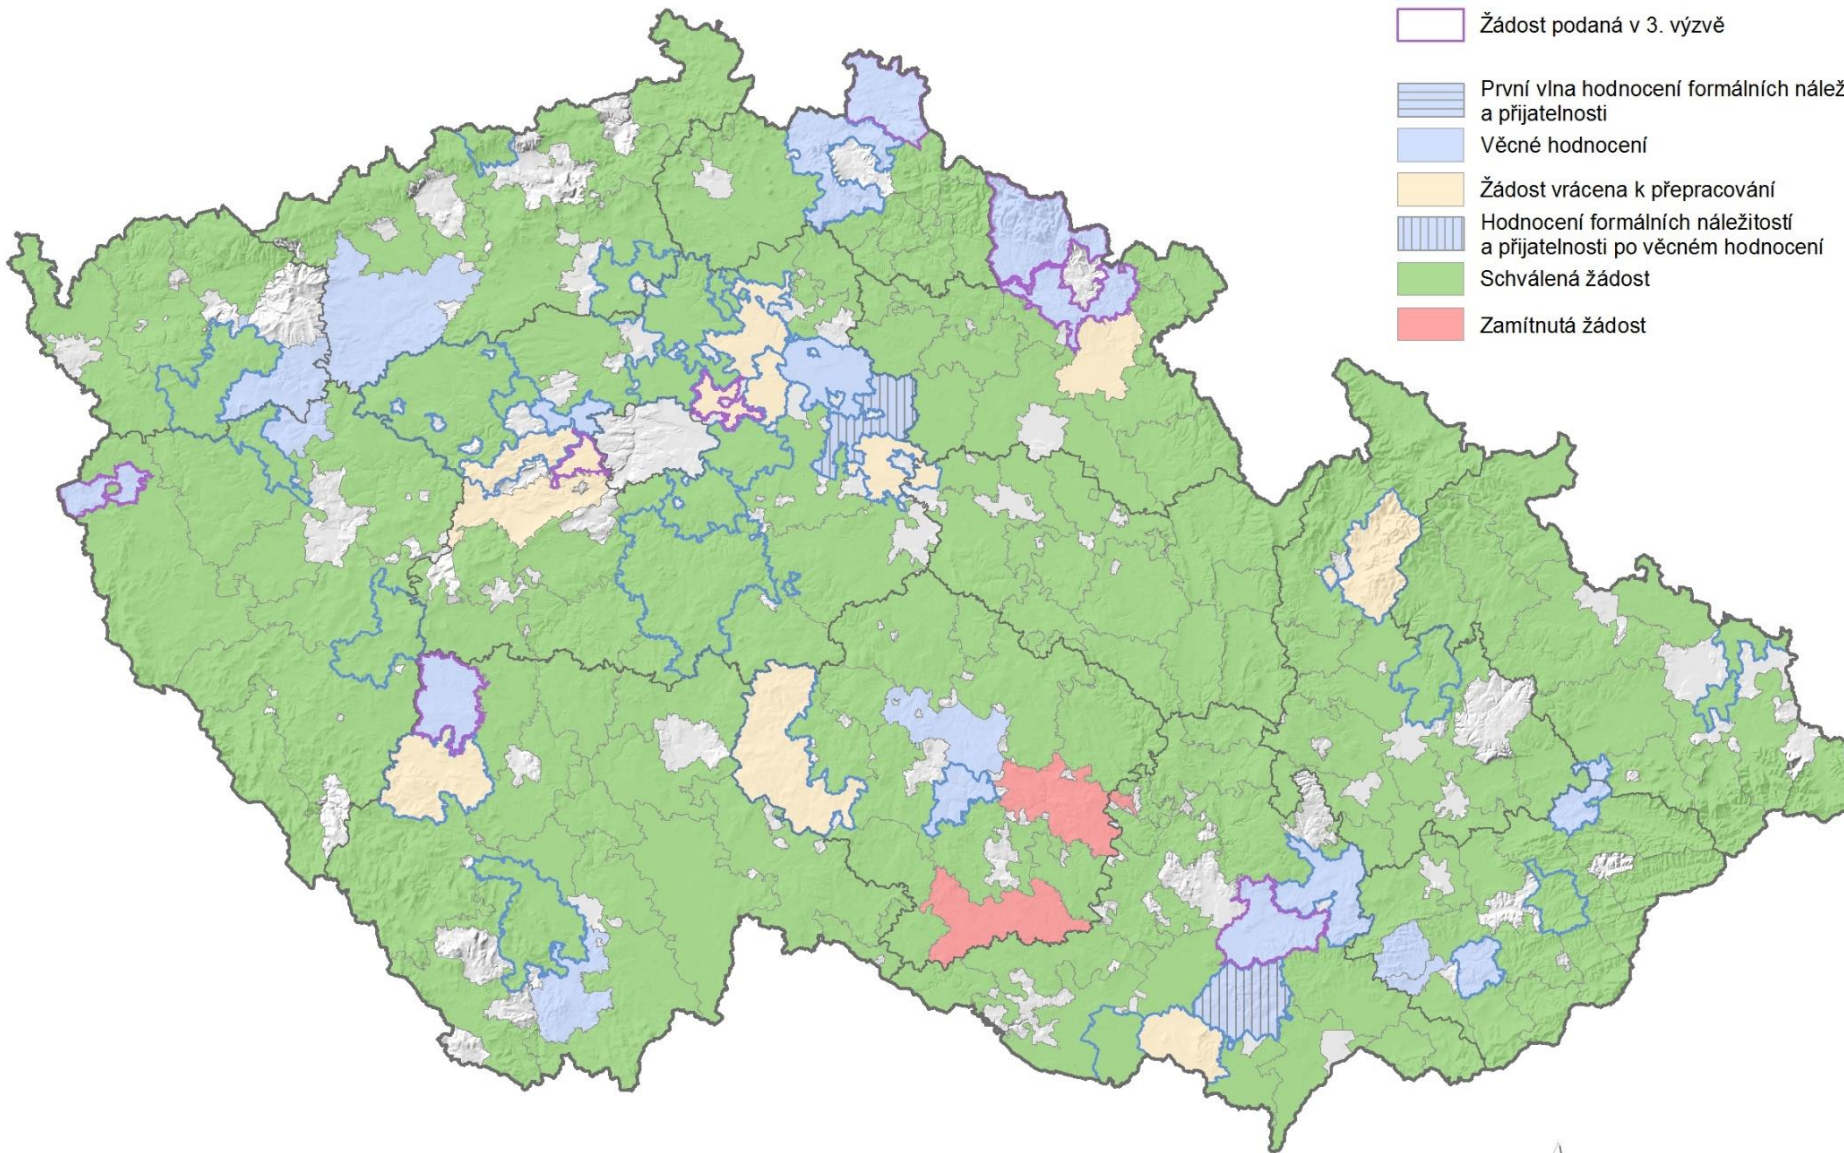 Žádost podaná v 3. výzvě
První vlna hodnocení formálních nálež
a přijatelnosti
Věcné hodnocení
Žádost vrácena k přepracování
Hodnocení formálních náležitostí
a přijatelnosti po věcném hodnocení
Schválená žádost
Zamítnutá žádost